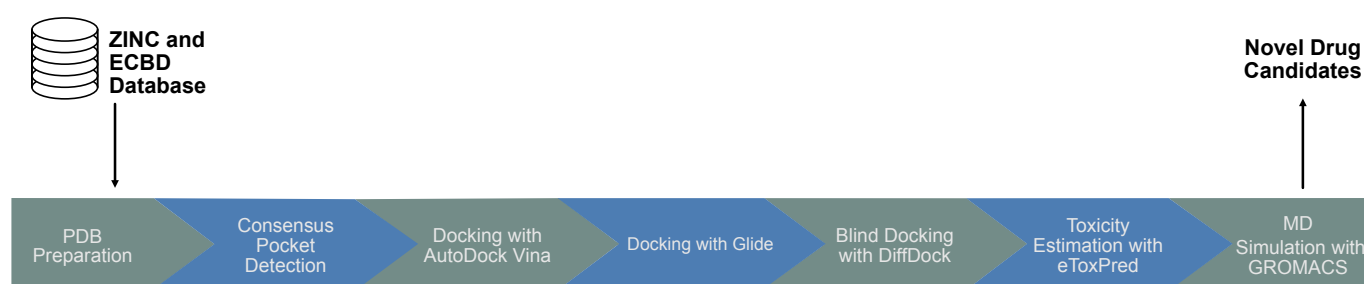 ZINC and
ECBD
Database
Novel Drug
Candidates
PDB
Preparation
Consensus
Pocket
Detection
Docking with
AutoDock Vina
Docking with Glide
Blind Docking
with DiffDock
Toxicity
Estimation with
eToxPred
MD
Simulation with
GROMACS